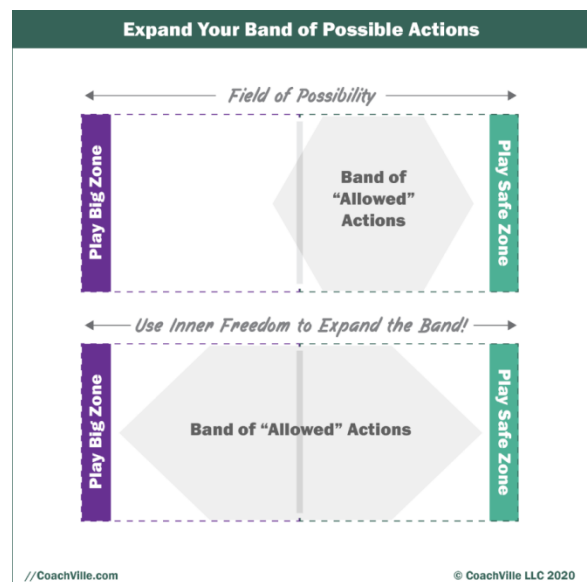 Expand Your Band of Possible Actions
Field of Possibility
Play Big Zone
Band of
“Allowed”
Actions
Play Safe Zone
Use Inner Freedom to Expand the Band!
Play Big Zone
Band of “Allowed” Actions
Play Safe Zone
//CoachVille.com
© CoachVille LLC 2020